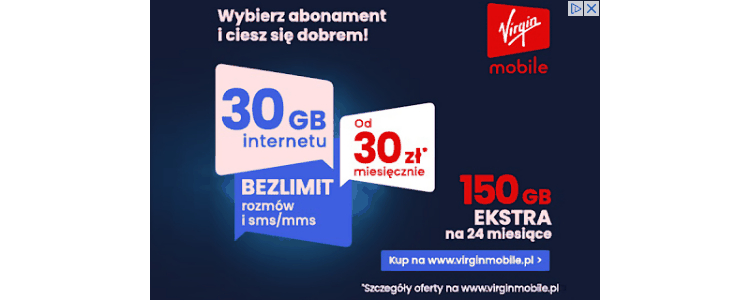 Wybierz abonament
i ciesz się dobrem!
Virgin
mobile
30 GB
internetu
Od
30 zł*
miesięcznie
BEZLIMIT
rozmów
i sms/mms
150 GB
EKSTRA
na 24 miesiące
Kup na www.virginmobile.pl >
*Szczegóły oferty na www.virginmobile.pl